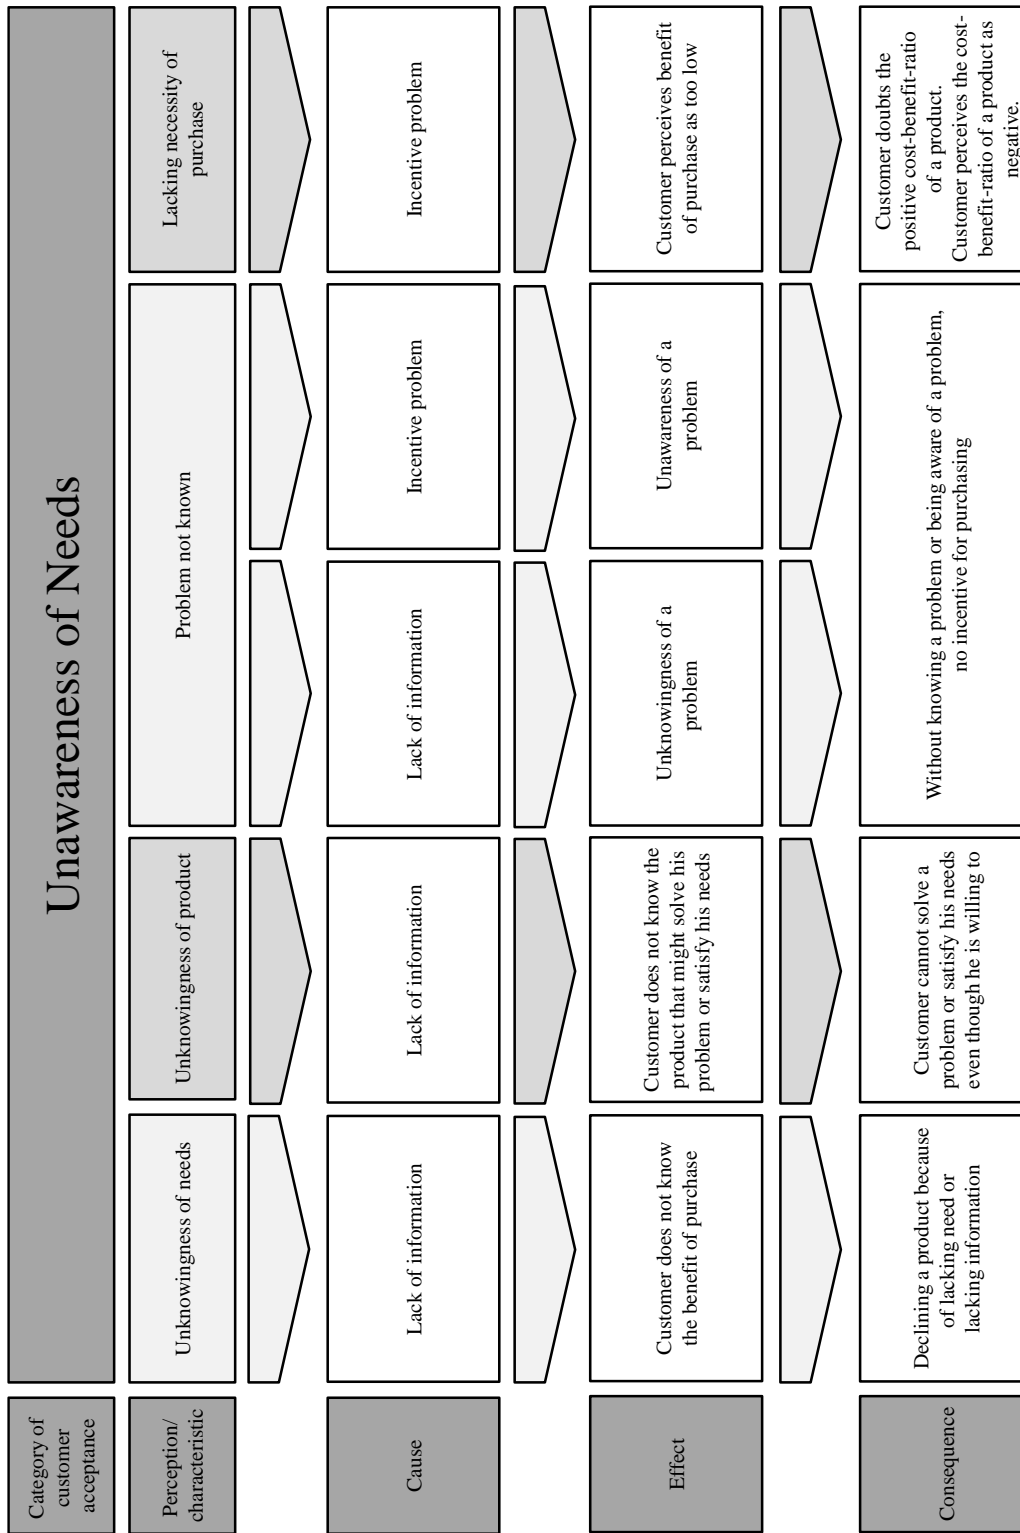 Category of
customer
acceptance
Unawareness of Needs
Perception/
characteristic
Unknowingness of needs
Unknowingness of product
Problem not known
Lacking necessity of
purchase
Cause
Lack of information
Lack of information
Lack of information
Incentive problem
Incentive problem
Effect
Customer does not know
the benefit of purchase
Customer does not know the
product that might solve his
problem or satisfy his needs
Unknowingness of a
problem
Unawareness of a
problem
Customer perceives benefit
of purchase as too low
Consequence
Declining a product because
of lacking need or
lacking information
Customer cannot solve a
problem or satisfy his needs
even though he is willing to
Without knowing a problem or being aware of a problem,
no incentive for purchasing
Customer doubts the
positive cost-benefit-ratio
of a product.
Customer perceives the cost-
benefit-ratio of a product as
negative.